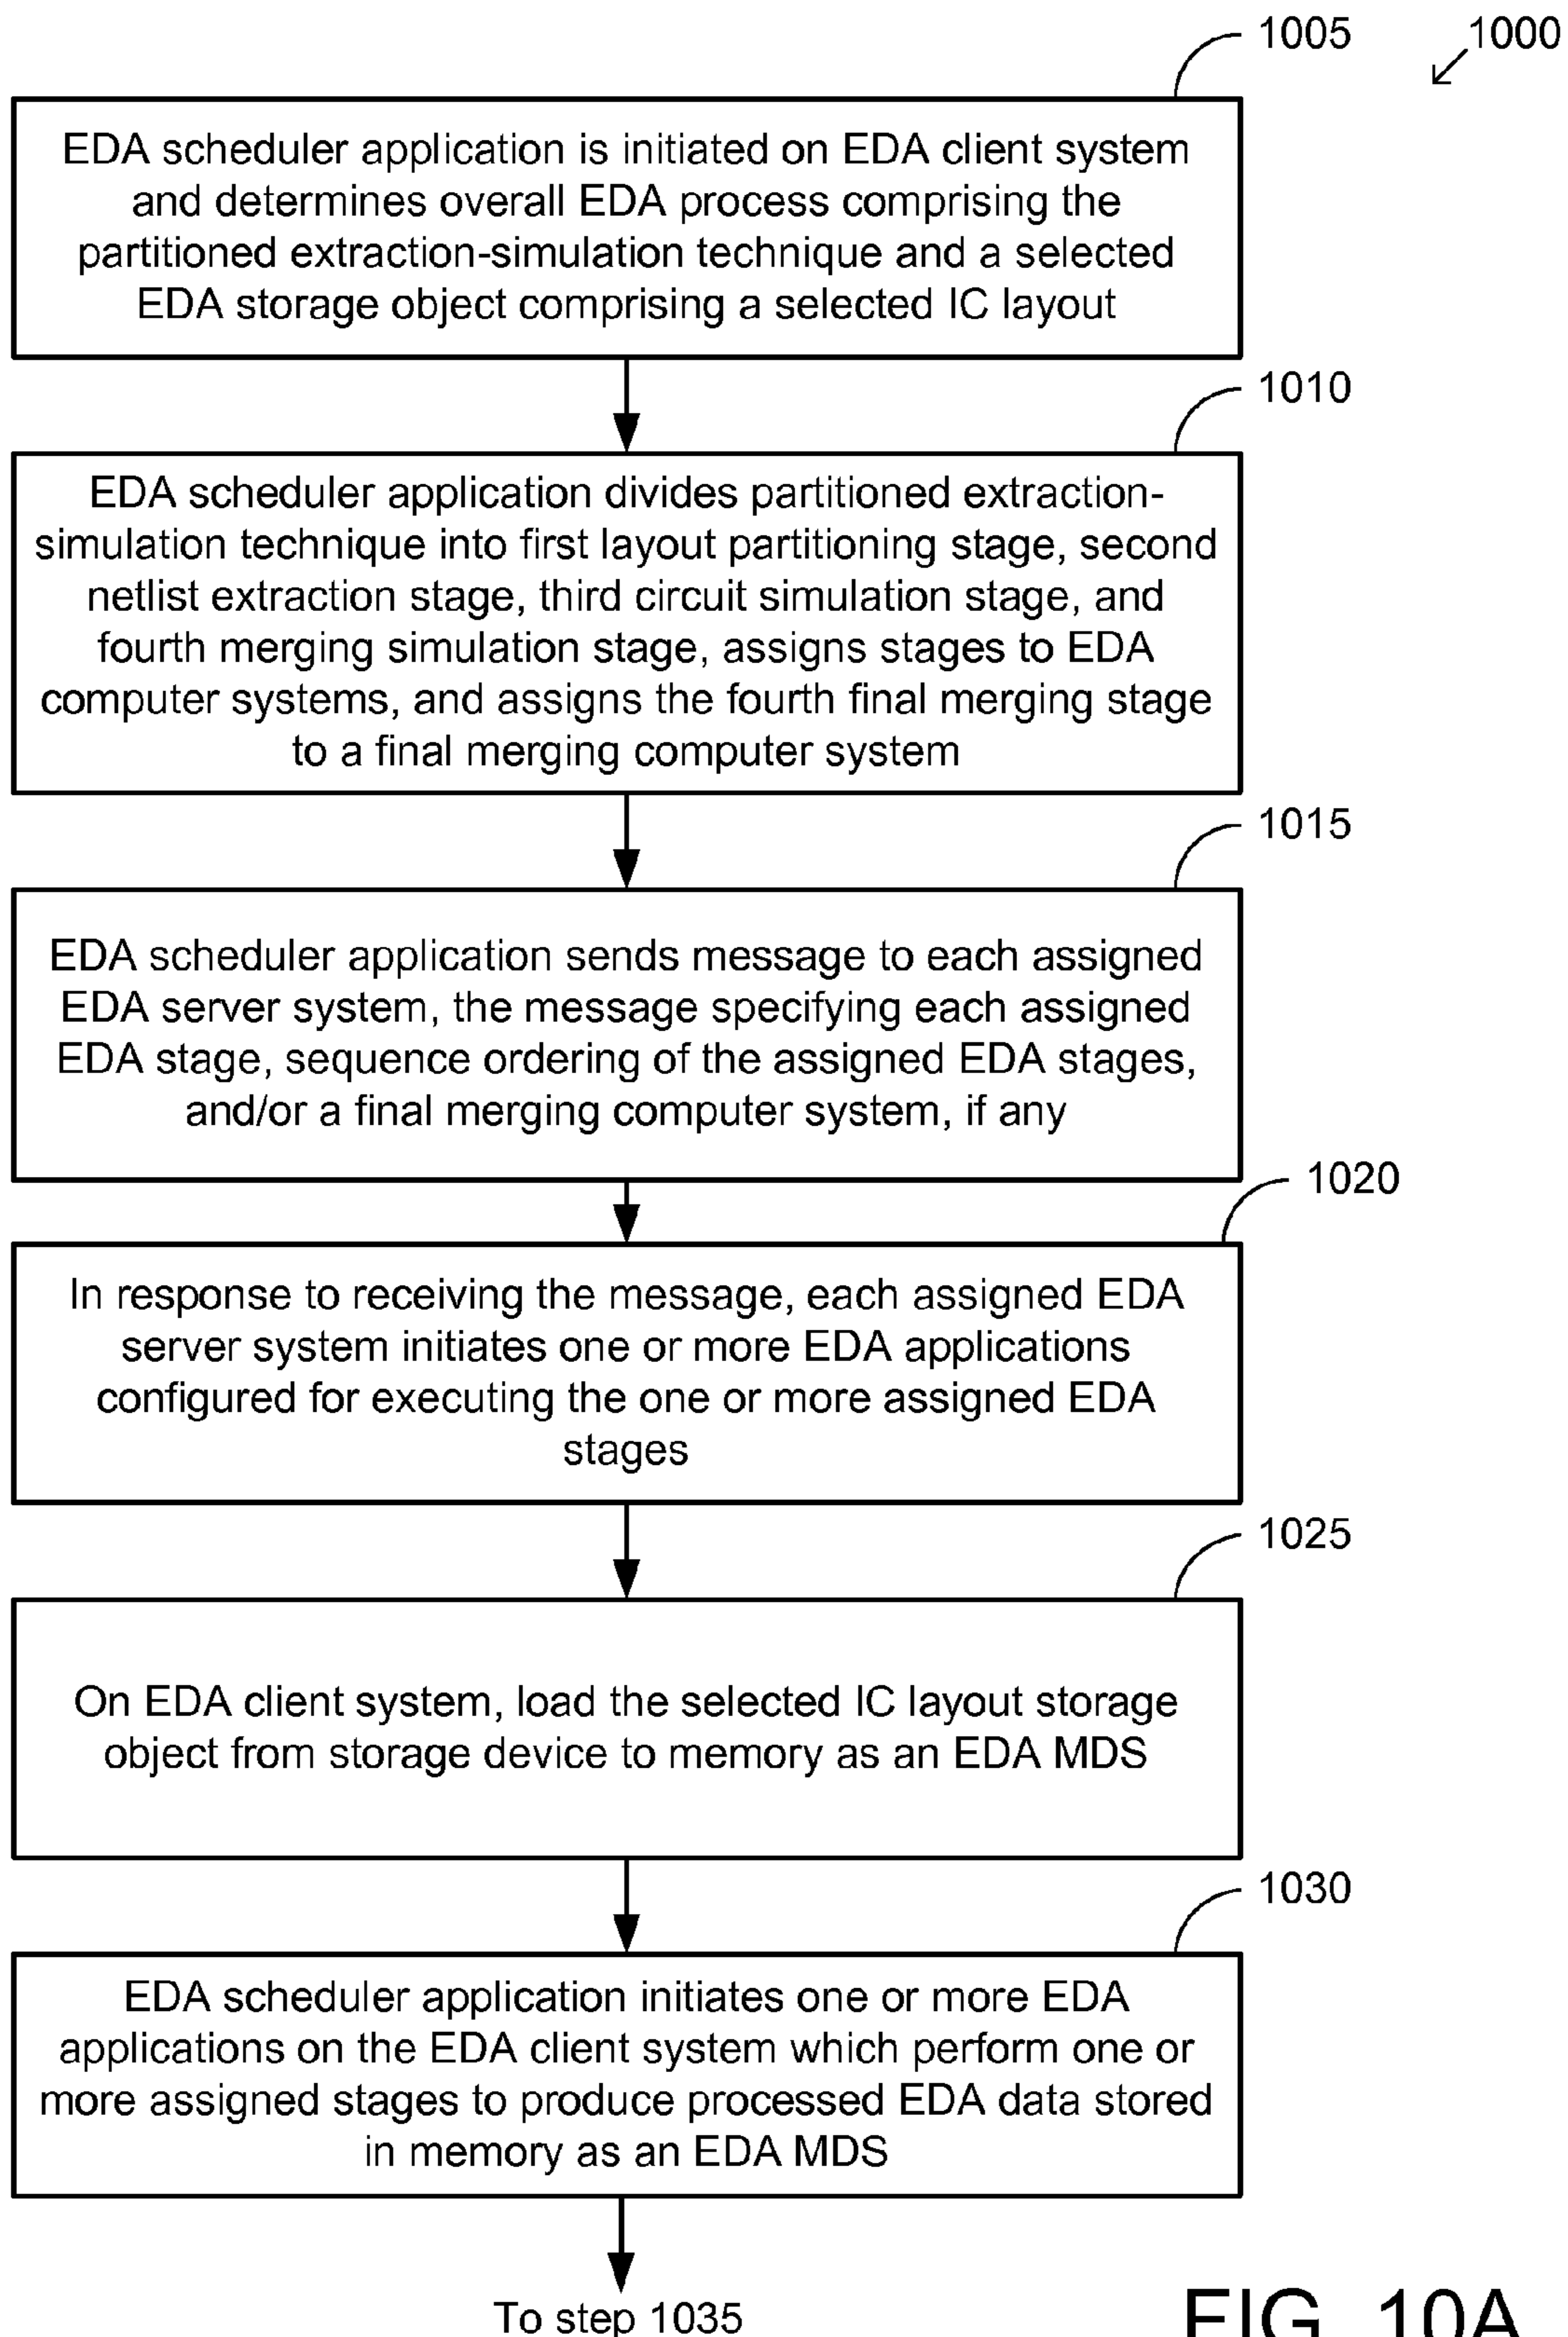 1005
1000
EDA scheduler application is initiated on EDA client system
and determines overall EDA process comprising the
partitioned extraction-simulation technique and a selected
EDA storage object comprising a selected IC layout
1010
EDA scheduler application divides partitioned extraction-
simulation technique into first layout partitioning stage, second
netlist extraction stage, third circuit simulation stage, and
fourth merging simulation stage, assigns stages to EDA
computer systems, and assigns the fourth final merging stage
to a final merging computer system
1015
EDA scheduler application sends message to each assigned
EDA server system, the message specifying each assigned
EDA stage, sequence ordering of the assigned EDA stages,
and/or a final merging computer system, if any
1020
In response to receiving the message, each assigned EDA
server system initiates one or more EDA applications
configured for executing the one or more assigned EDA
stages
1025
On EDA client system, load the selected IC layout storage
object from storage device to memory as an EDA MDS
1030
EDA scheduler application initiates one or more EDA
applications on the EDA client system which perform one or
more assigned stages to produce processed EDA data stored
in memory as an EDA MDS
To step 1035
FIG. 10A